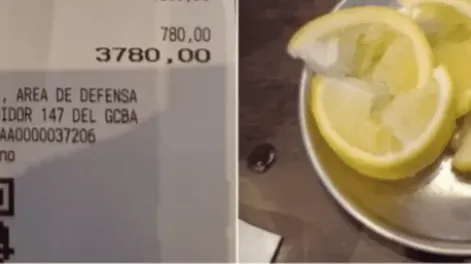 780,00
3780,00
, AREA DE DEFENSA
IDOR 147 DEL GCBA
AA0000037206
no